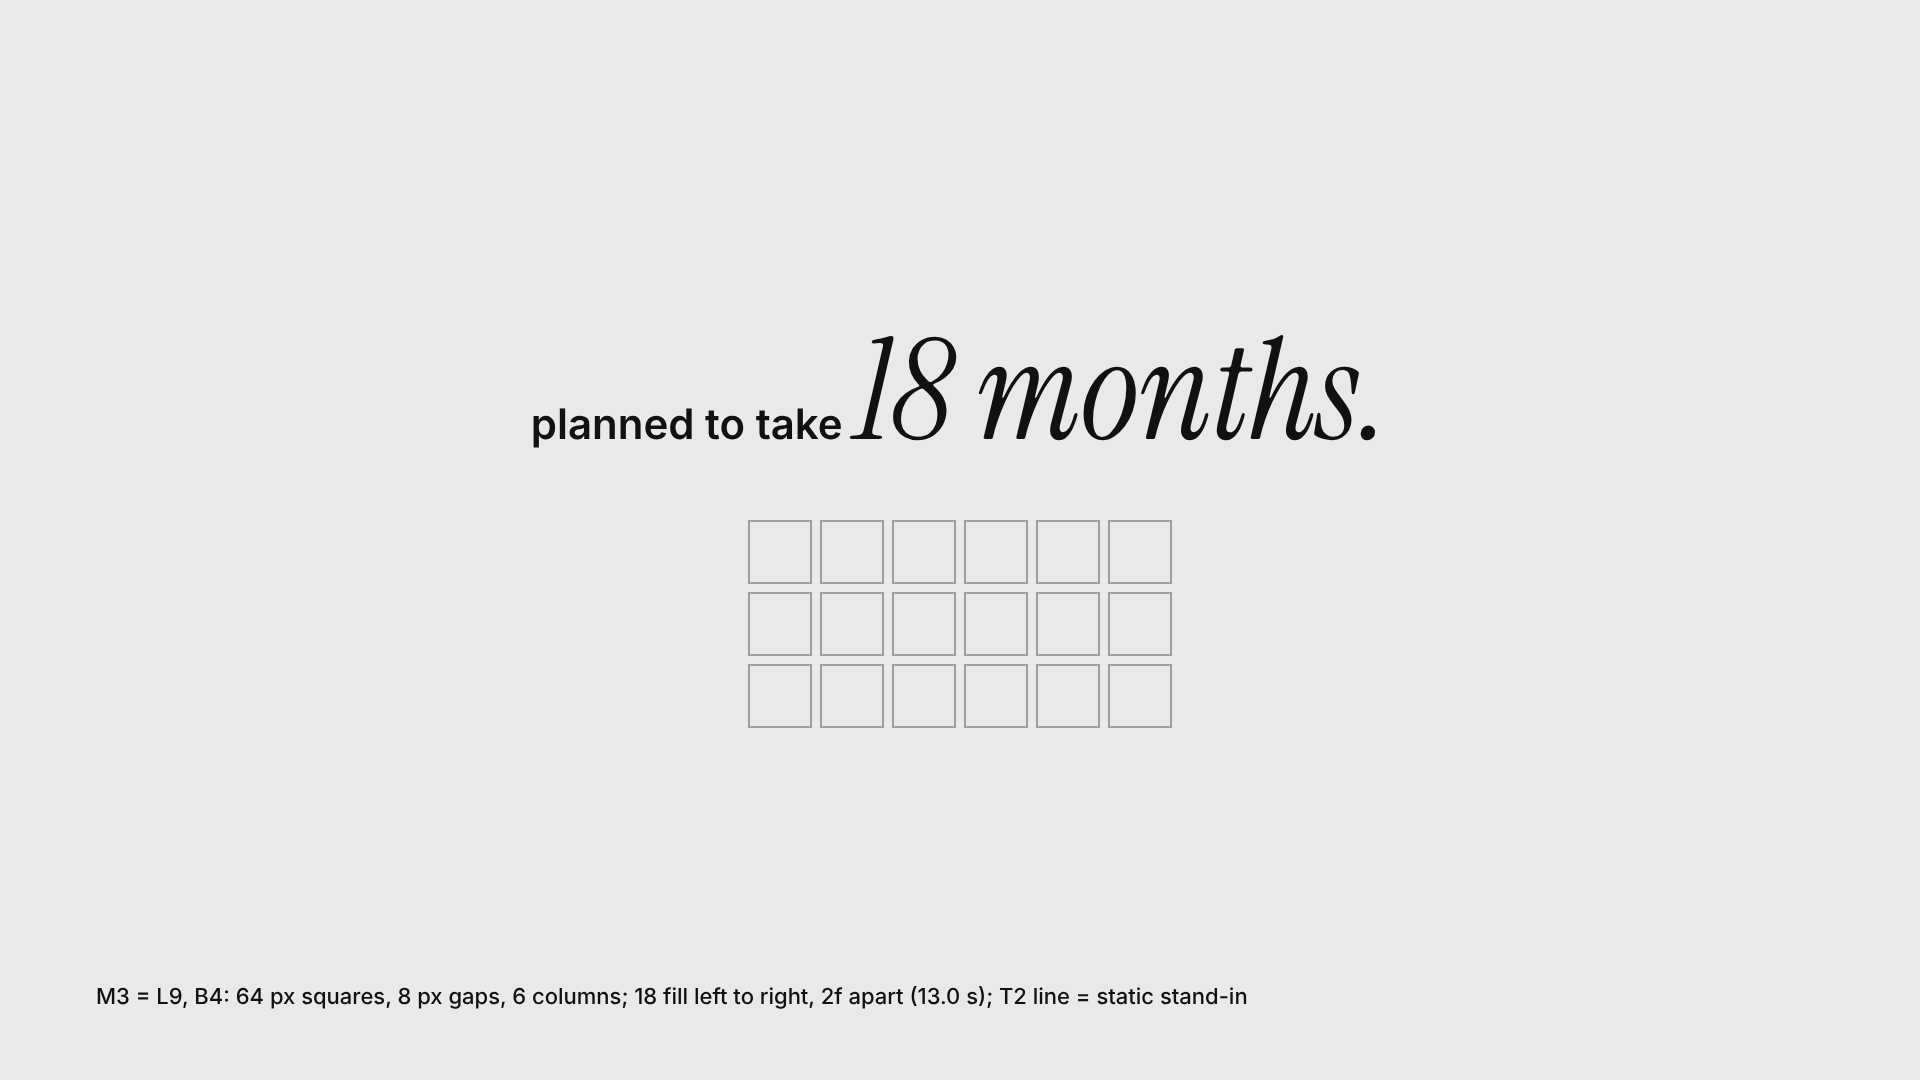 planned to take 18 months.
M3 = L9, B4: 64 px squares, 8 px gaps, 6 columns; 18 fill left to right, 2f apart (13.0 s); T2 line = static stand-in